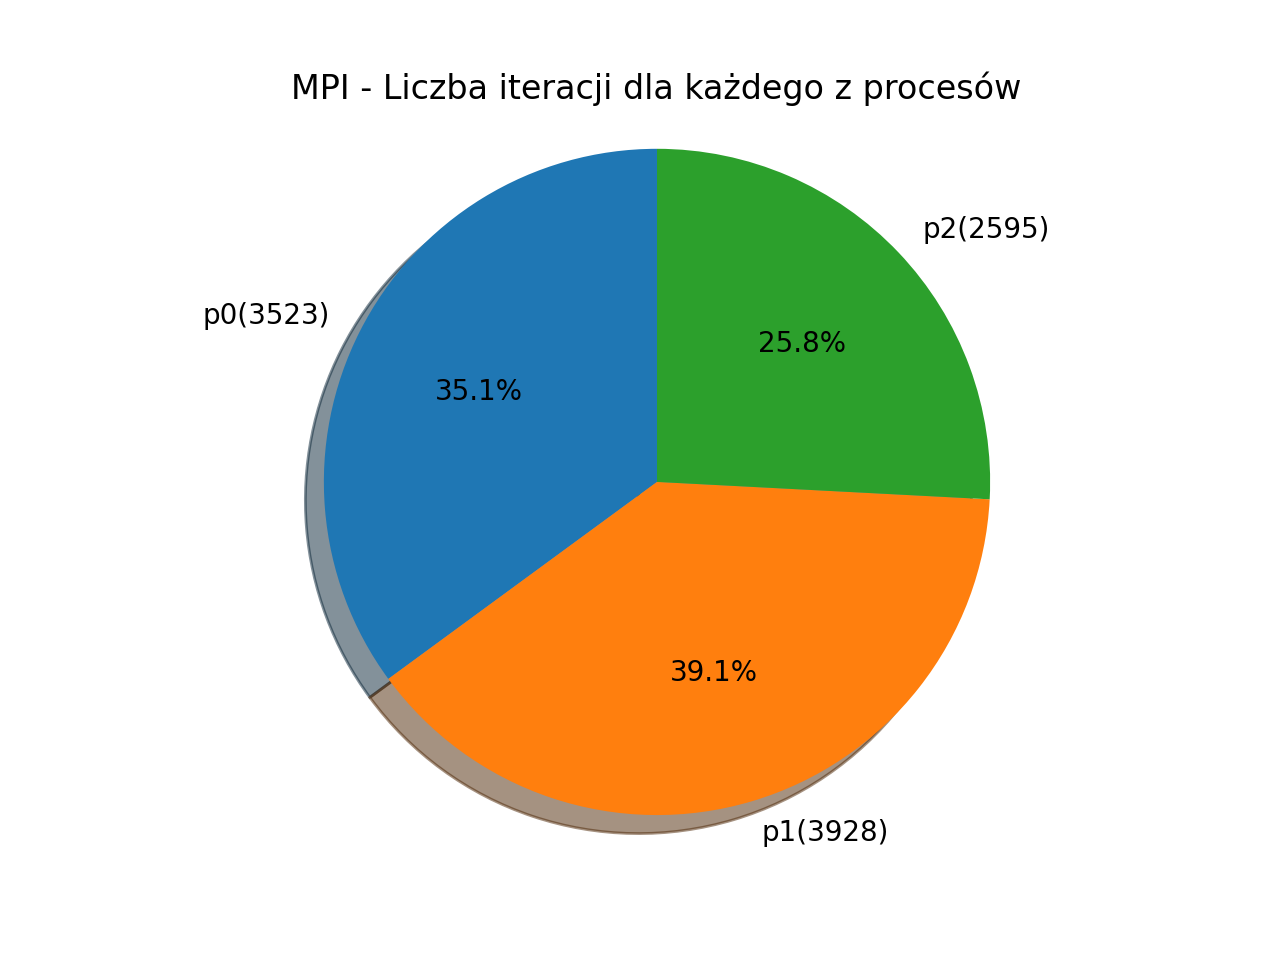 MPI - Liczba iteracji dla każdego z procesów
p2(2595)
p0(3523)
25.8%
35.1%
39.1%
p1(3928)